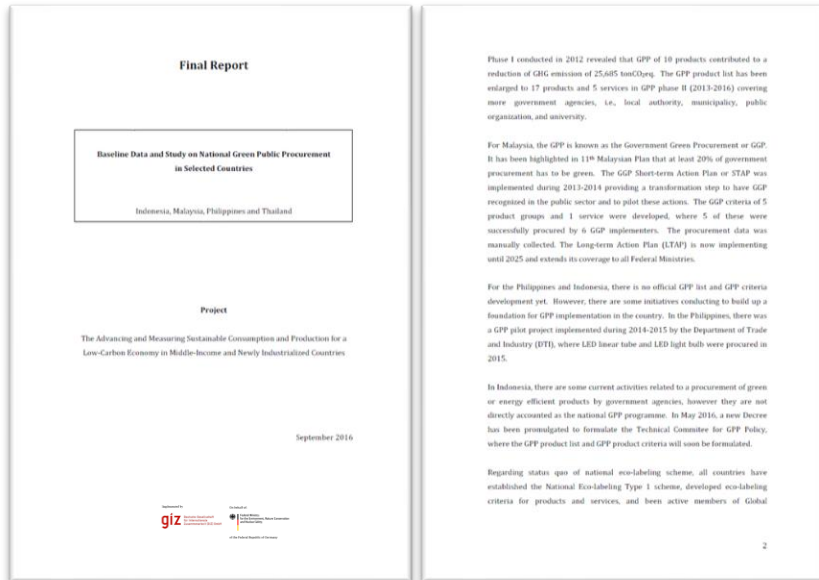 Final Report
Baseline Data and Study on National Green Public Procurement
in Selected Countries
Indonesia, Malaysia, Philippines and Thailand
Project
The Advancing and Measuring Sustainable Consumption and Production for a
Low-Carbon Economy in Middle-Income and Newly Industrialized Countries
September 2016
Supported by
giz
On behalf of
of the Federal Republic of Germany
Phase I conducted in 2012 revealed that GPP of 10 products contributed to a
reduction of GHG emission of 25,685 tonCO₂eq. The GPP product list has been
enlarged to 17 products and 5 services in GPP phase II (2013-2016) covering
more government agencies, i.e., local authority, municipality, public
organization, and university.
For Malaysia, the GPP is known as the Government Green Procurement or GGP.
It has been highlighted in 11th Malaysian Plan that at least 20% of government
procurement has to be green. The GGP Short-term Action Plan or STAP was
implemented during 2013-2014 providing a transformation step to have GGP
recognized in the public sector and to pilot these actions. The GGP criteria of 5
product groups and 1 service were developed, where 5 of these were
successfully procured by 6 GGP implementers. The procurement data was
manually collected. The Long-term Action Plan (LTAP) is now implementing
until 2025 and extends its coverage to all Federal Ministries.
For the Philippines and Indonesia, there is no official GPP list and GPP criteria
development yet. However, there are some initiatives conducting to build up a
foundation for GPP implementation in the country. In the Philippines, there was
a GPP pilot project implemented during 2014-2015 by the Department of Trade
and Industry (DTI), where LED linear tube and LED light bulb were procured in
2015.
In Indonesia, there are some current activities related to a procurement of green
or energy efficient products by government agencies, however they are not
directly accounted as the national GPP programme. In May 2016, a new Decree
has been promulgated to formulate the Technical Commitee for GPP Policy,
where the GPP product list and GPP product criteria will soon be formulated.
Regarding status quo of national eco-labeling scheme, all countries have
established the National Eco-Labeling Type 1 scheme, developed eco-labeling
criteria for products and services, and been active members of Global
2